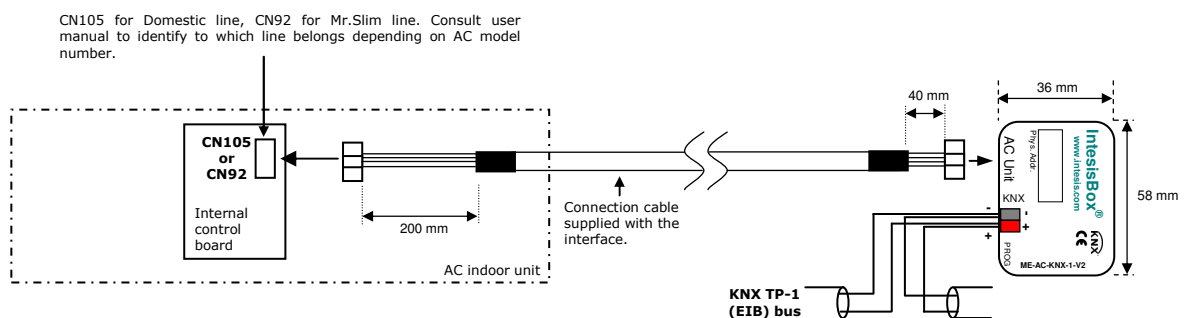 CN105 for Domestic line, CN92 for Mr.Slim line. Consult user
manual to identify to which line belongs depending on AC model
number.
CN105
or
CN92
Internal
control
board
200 mm
AC indoor unit
Connection cable
supplied with the
interface.
40 mm
36 mm
58 mm
IntesisBox®
www.intesis.com
Phys. Addr.
AC Unit
KNX
-
-
+
+
PROG
CE
KNX
ME-AC-KNX-1-V2
KNX TP-1
(EIB) bus